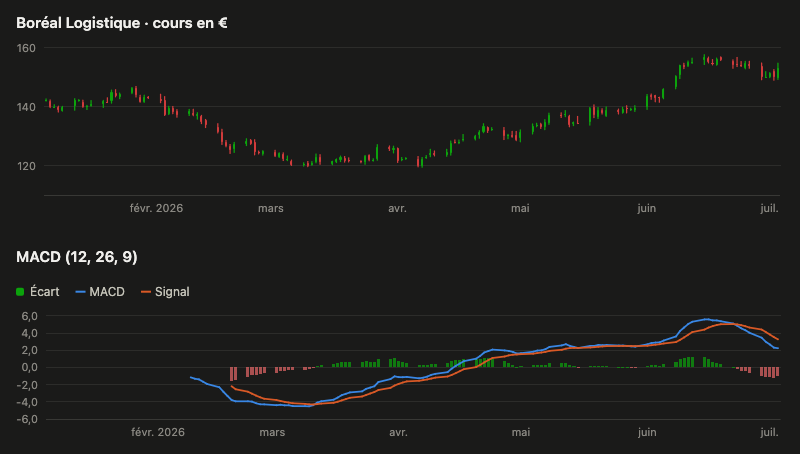 Boréal Logistique · cours en €
160
140
120
févr. 2026 mars avr. mai juin juil.
MACD (12, 26, 9)
Écart MACD Signal
6,0
4,0
2,0
0,0
-2,0
-4,0
-6,0
févr. 2026 mars avr. mai juin juil.